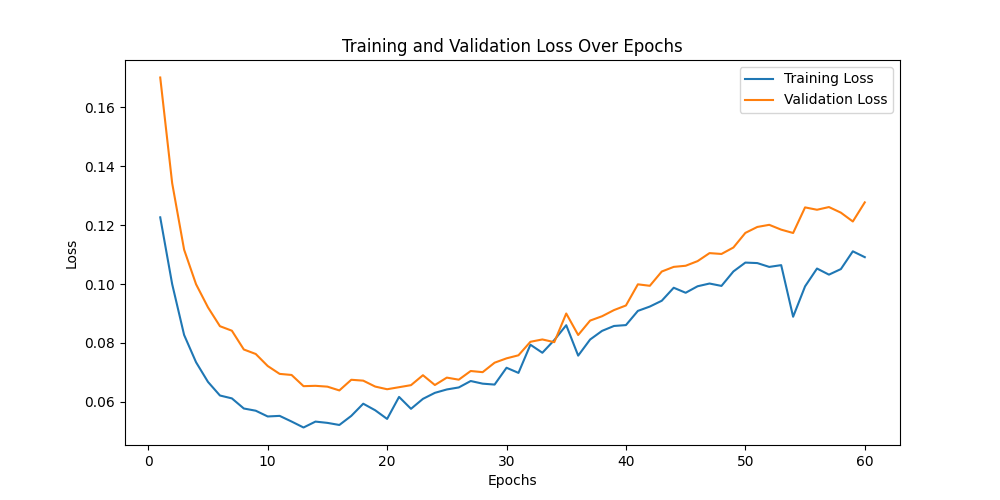 Training and Validation Loss Over Epochs
Training Loss
Validation Loss
0.16
0.14
0.12
0.10
0.08
0.06
Loss
0
10
20
30
40
50
60
Epochs